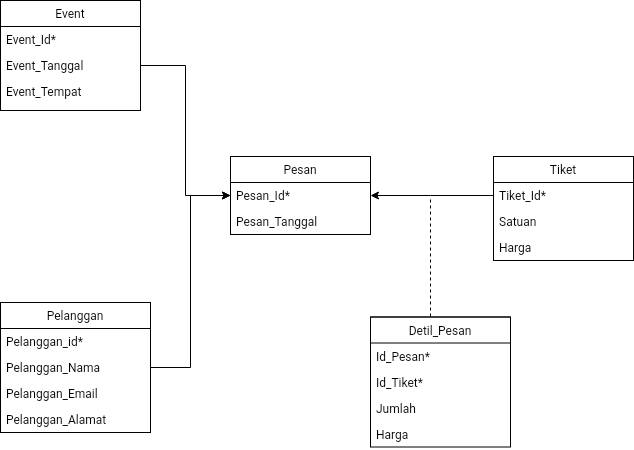 Event
Event_Id*
Event_Tanggal
Event_Tempat
Pesan
Pesan_Id*
Pesan_Tanggal
Tiket
Tiket_Id*
Satuan
Harga
Pelanggan
Pelanggan_id*
Pelanggan_Nama
Pelanggan_Email
Pelanggan_Alamat
Detil_Pesan
Id_Pesan*
Id_Tiket*
Jumlah
Harga